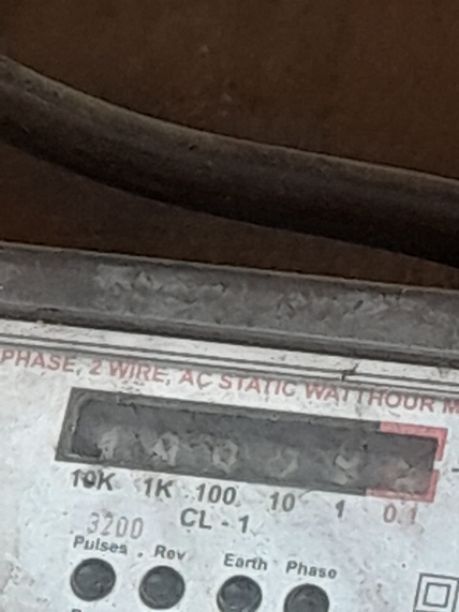 PHASE, 2 WIRE, AC STATIC WATTHOUR M
10K 1K 100 10 1 0.1
3200 CL - 1
Pulses Rev Earth Phase